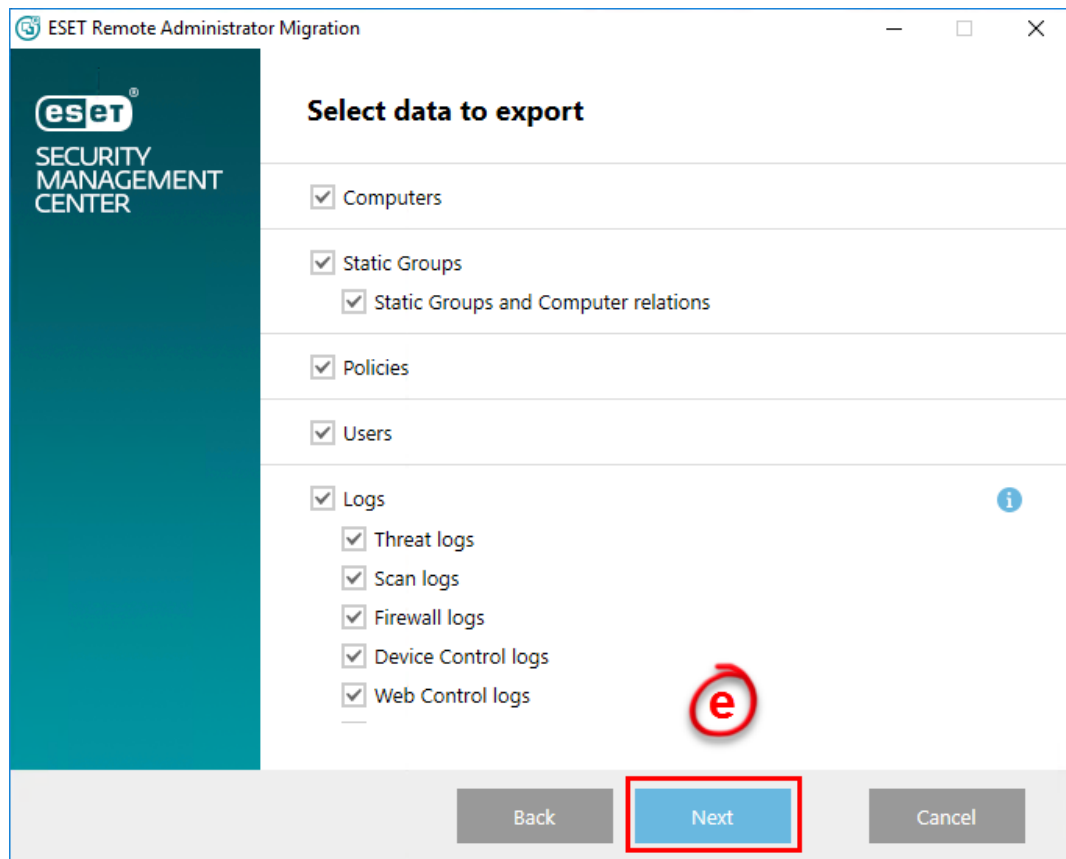 ESET Remote Administrator Migration
eseT®
SECURITY
MANAGEMENT
CENTER
Select data to export
Computers
Static Groups
Static Groups and Computer relations
Policies
Users
Logs
i
Threat logs
Scan logs
Firewall logs
Device Control logs
Web Control logs
e
Back
Next
Cancel